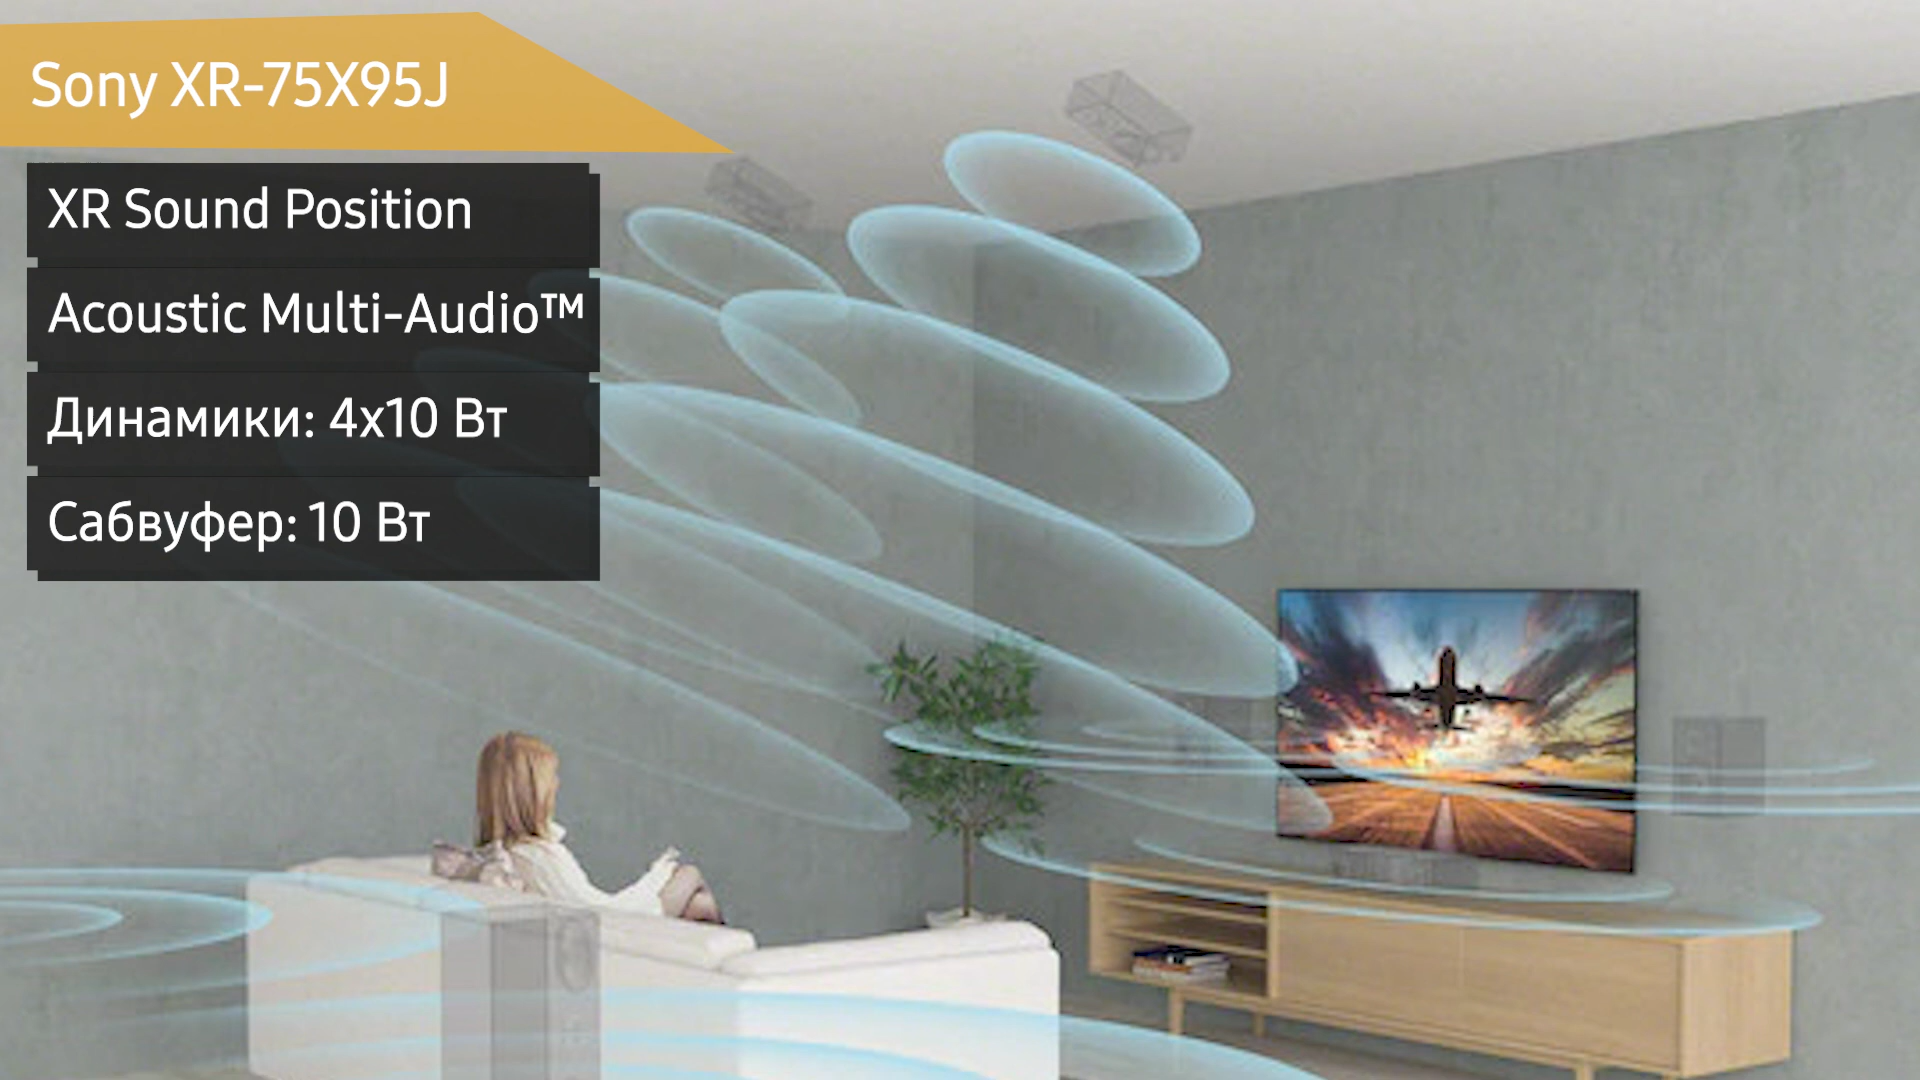 Sony XR-75X95J
XR Sound Position
Acoustic Multi-Audio™
Динамики: 4x10 Вт
Сабвуфер: 10 Вт